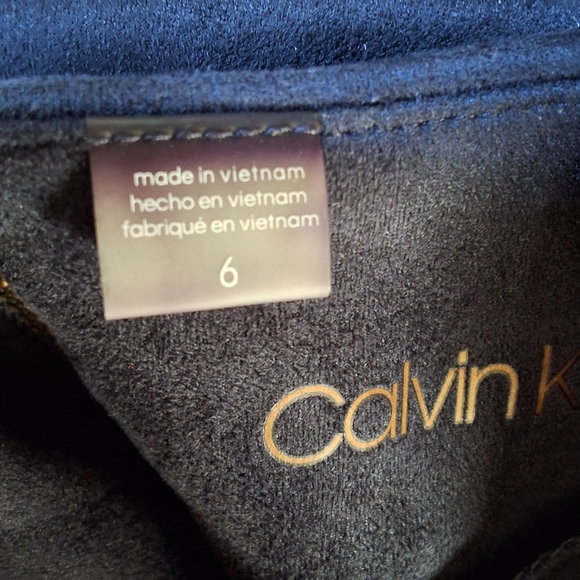 made in vietnam
hecho en vietnam
fabriqué en vietnam
6
Calvin K